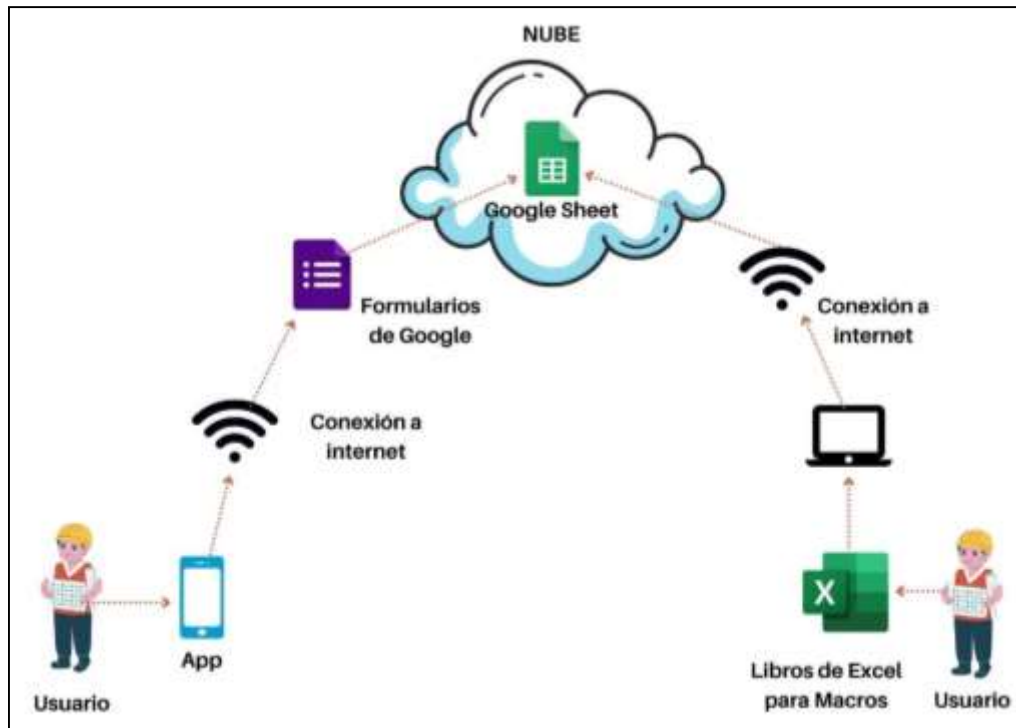 NUBE
Google Sheet
Formularios
de Google
Conexión a
internet
Conexión a
internet
App
Usuario
X
Libros de Excel
para Macros
Usuario